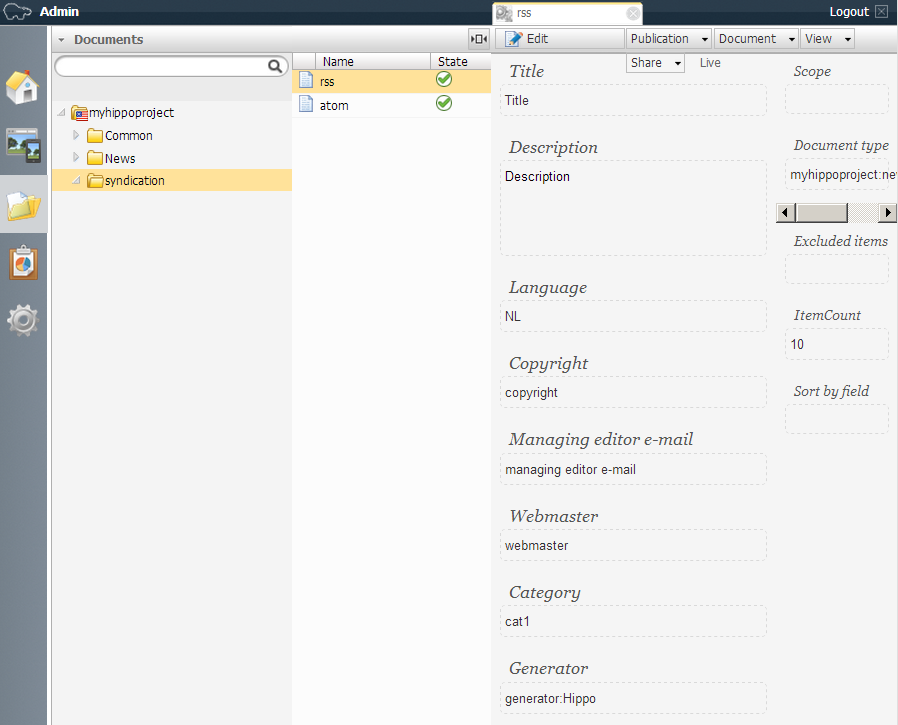 Admin
rss
Logout
Documents
Edit
Publication
Document
View
Share
Live
Name
State
rss
atom
myhippoproject
Common
News
syndication
Title
Title
Description
Description
Language
NL
Copyright
copyright
Managing editor e-mail
managing editor e-mail
Webmaster
webmaster
Category
cat1
Generator
generator:Hippo
Scope
Document type
myhippoproject:ne
Excluded items
ItemCount
10
Sort by field